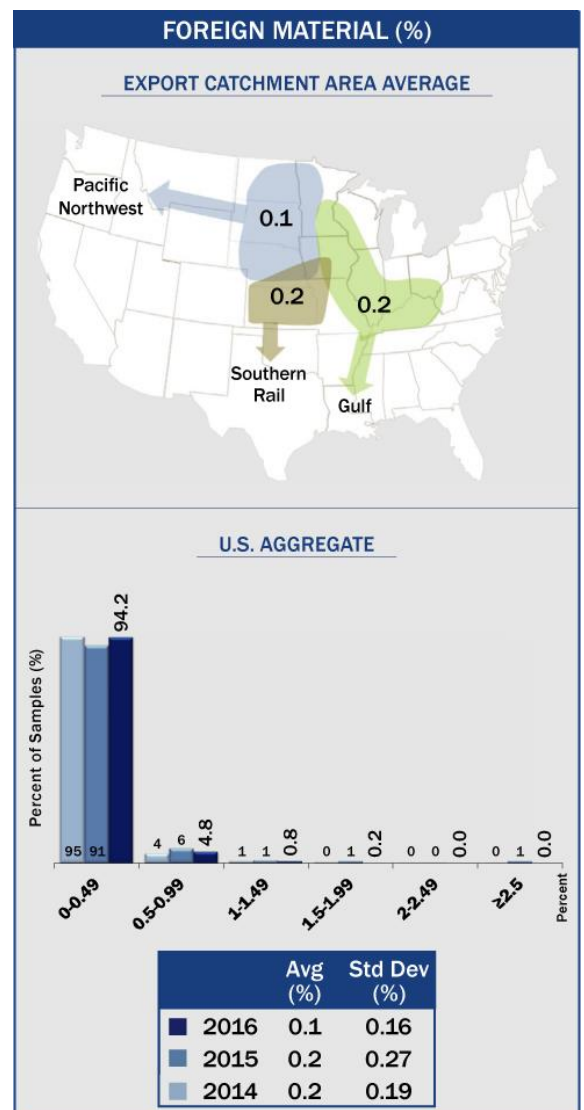 FOREIGN MATERIAL (%)
EXPORT CATCHMENT AREA AVERAGE
Pacific
Northwest
0.1
0.2
0.2
Southern
Rail
Gulf
U.S. AGGREGATE
Percent of Samples (%)
95 91 94.2
4 6 4.8
1 1 0.8
0 1 0.2
0 0 0.0
0 1 0.0
0-0.49 0.5-0.99 1-1.49 1.5-1.99 2-2.49 ≥2.5 Percent
Avg Std Dev
(%) (%)
2016 0.1 0.16
2015 0.2 0.27
2014 0.2 0.19